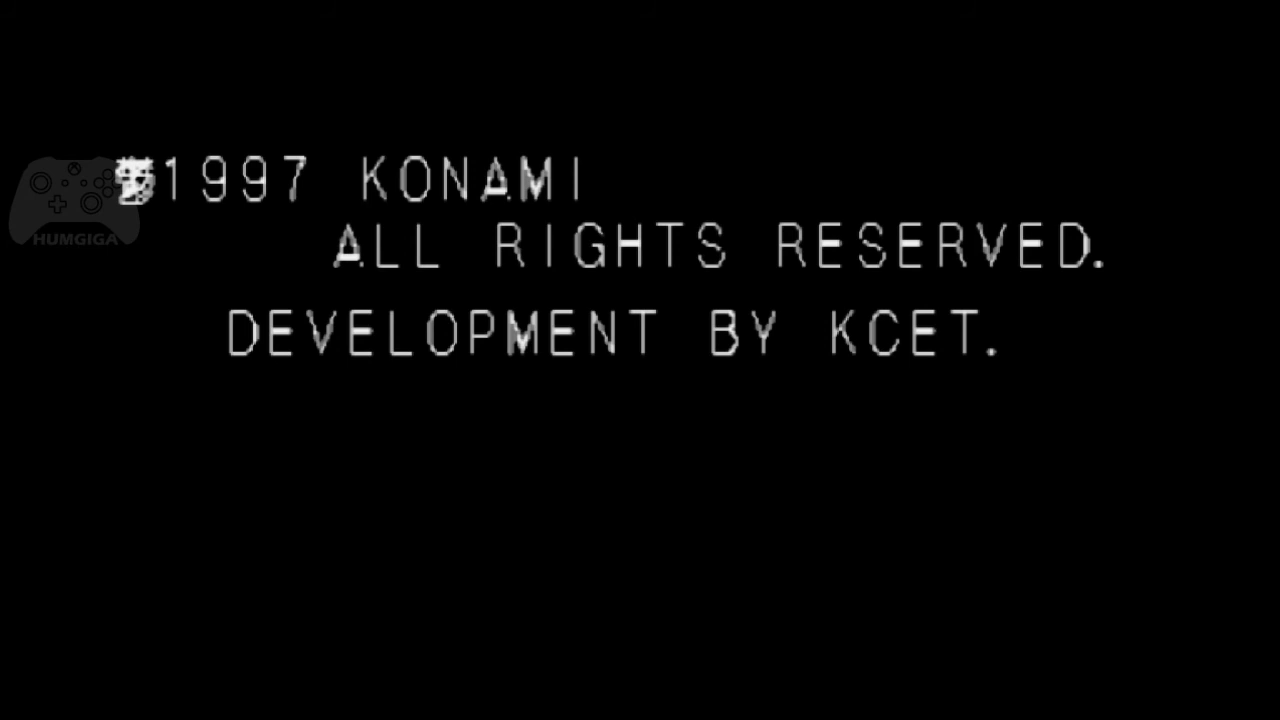 1997 KONAMI
ALL RIGHTS RESERVED.
DEVELOPMENT BY KCET.
HUMGIGA